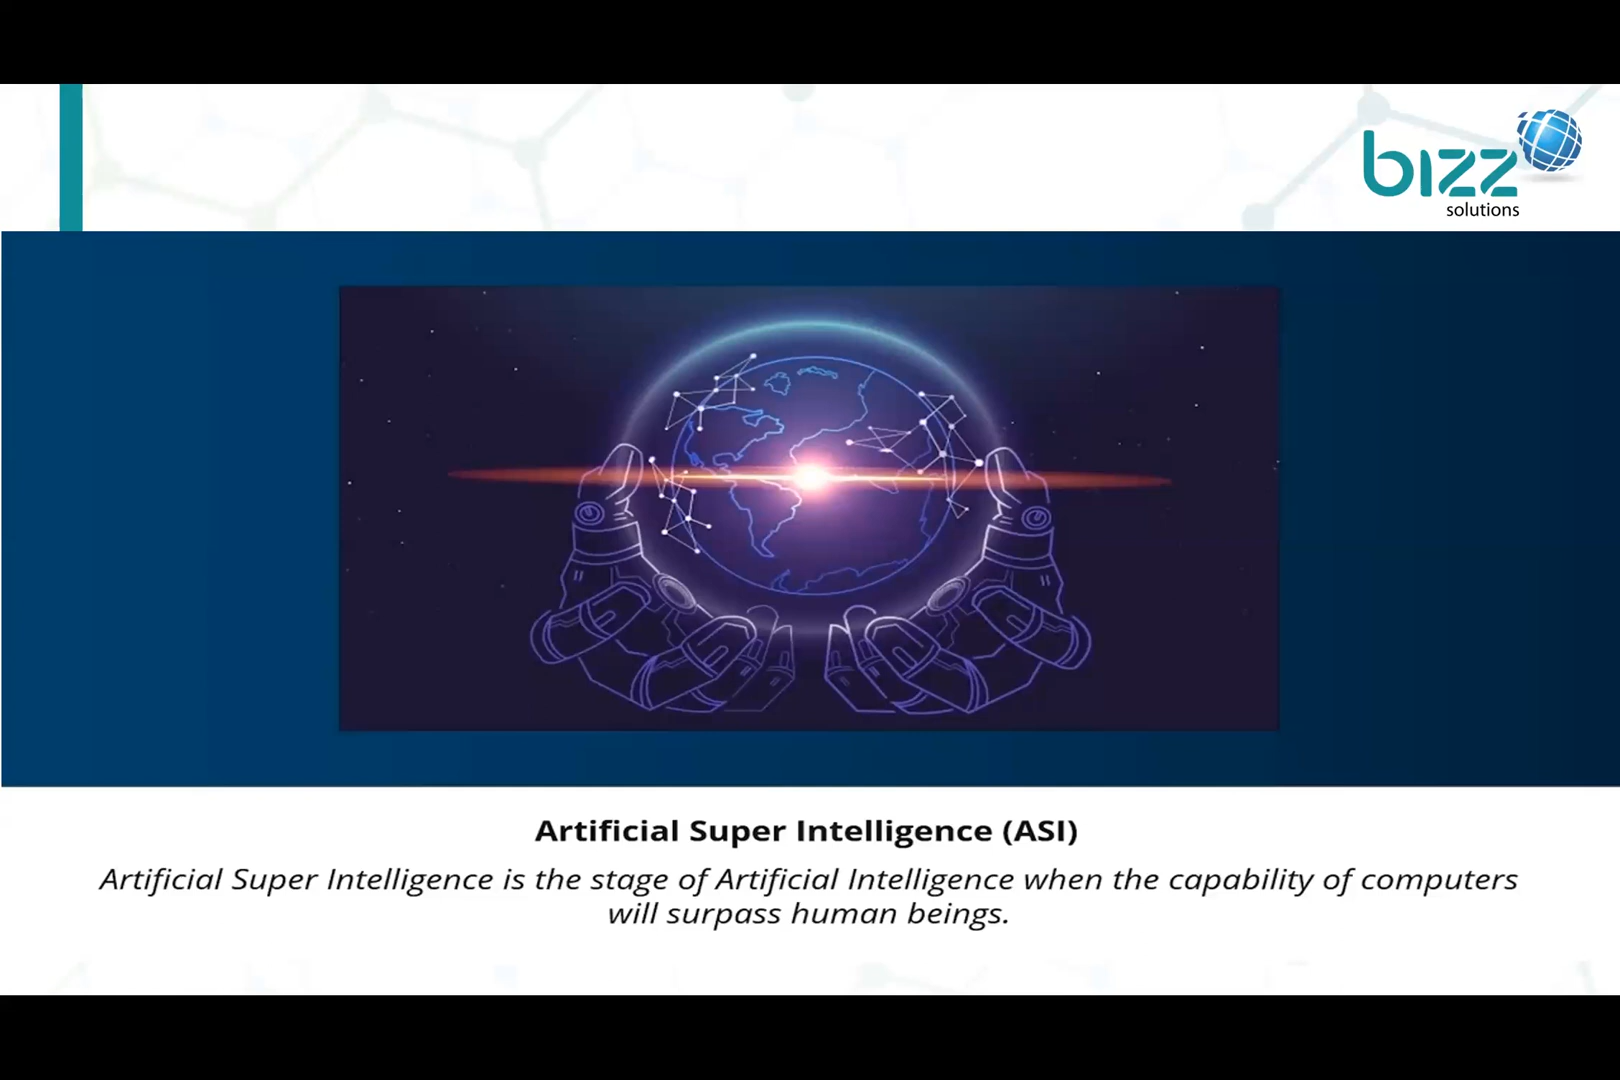 bizz
solutions
Artificial Super Intelligence (ASI)
Artificial Super Intelligence is the stage of Artificial Intelligence when the capability of computers
will surpass human beings.